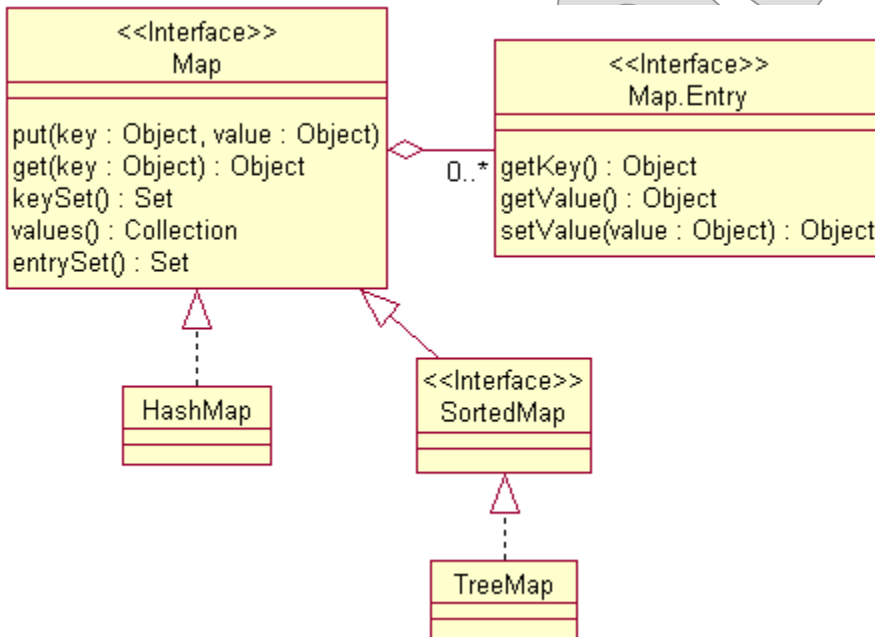 <<Interface>>
Map
put(key : Object, value : Object)
get(key : Object) : Object
keySet() : Set
values() : Collection
entrySet() : Set
0..*
<<Interface>>
Map.Entry
getKey() : Object
getValue() : Object
setValue(value : Object) : Object
HashMap
<<Interface>>
SortedMap
TreeMap